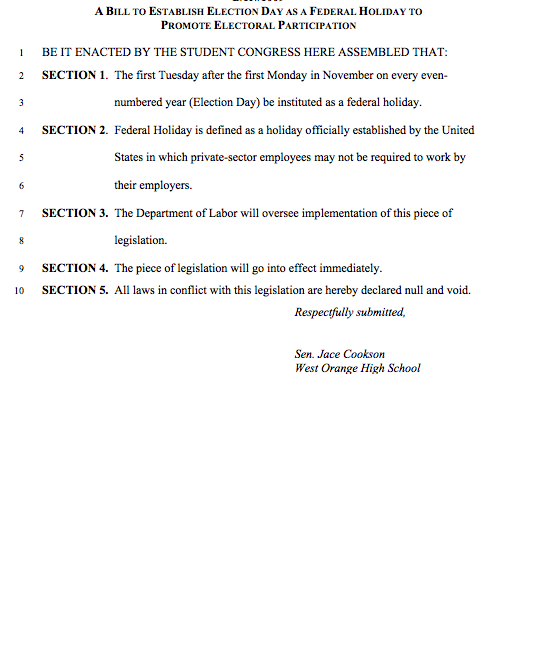 A BILL TO ESTABLISH ELECTION DAY AS A FEDERAL HOLIDAY TO
PROMOTE ELECTORAL PARTICIPATION
1 BE IT ENACTED BY THE STUDENT CONGRESS HERE ASSEMBLED THAT:
2 SECTION 1. The first Tuesday after the first Monday in November on every even-
3 numbered year (Election Day) be instituted as a federal holiday.
4 SECTION 2. Federal Holiday is defined as a holiday officially established by the United
5 States in which private-sector employees may not be required to work by
6 their employers.
7 SECTION 3. The Department of Labor will oversee implementation of this piece of
8 legislation.
9 SECTION 4. The piece of legislation will go into effect immediately.
10 SECTION 5. All laws in conflict with this legislation are hereby declared null and void.
Respectfully submitted,
Sen. Jace Cookson
West Orange High School